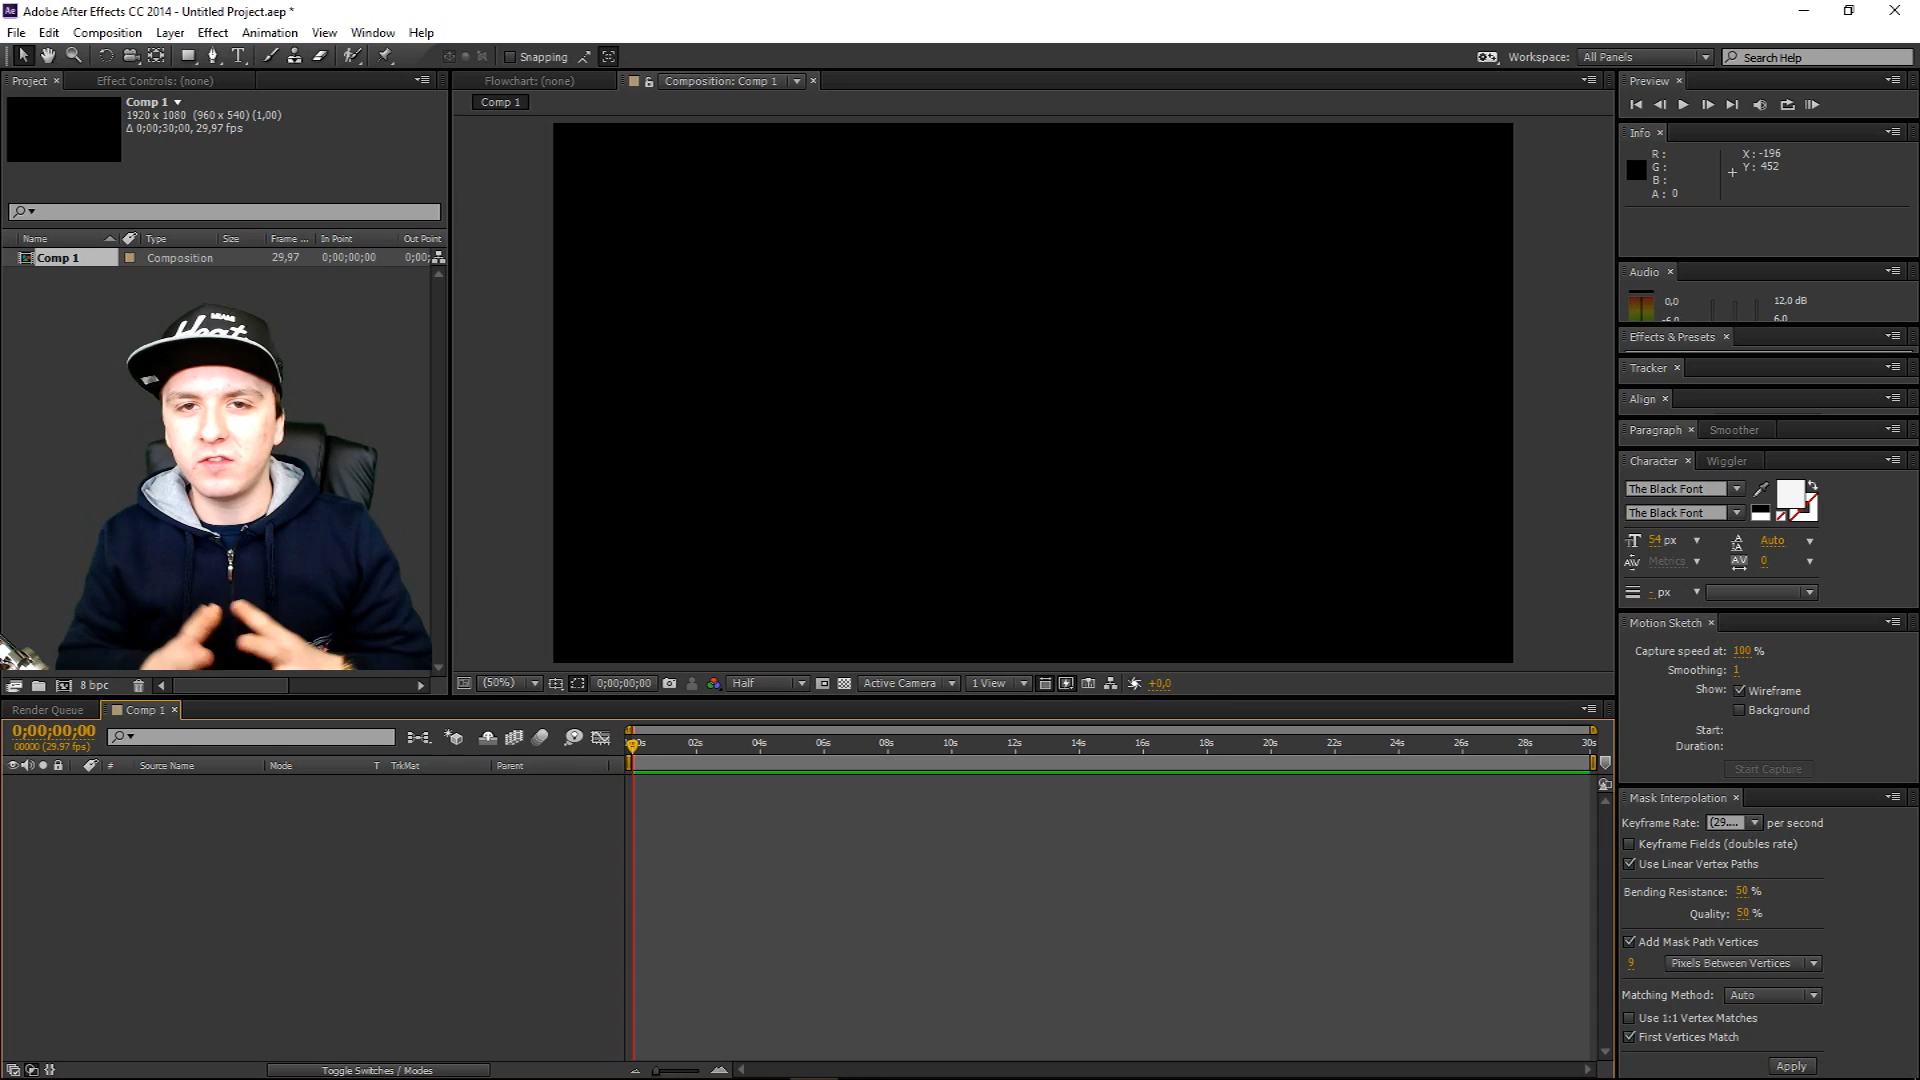 Adobe After Effects CC 2014 - Untitled Project.aep *
File Edit Composition Layer Effect Animation View Window Help
Snapping
Workspace: All Panels
Search Help
Project × Effect Controls: (none)
Comp 1
1920 x 1080 (960 x 540) (1,00)
Δ 0;00;30;00, 29,97 fps
Name Type Size Frame ... In Point Out Point
Comp 1 Composition 29,97 0;00;00;00 0;00;
MIAMI
Heat
8 bpc
Flowchart: (none) Composition: Comp 1 ×
Comp 1
(50%) 0;00;00;00 Half Active Camera 1 View +0,0
Preview ×
Info ×
R :
G :
B :
A : 0
X : -196
Y : 452
Audio ×
0,0 12,0 dB
-6,0 6,0
Effects & Presets ×
Tracker ×
Align ×
Paragraph × Smoother
Character × Wiggler
The Black Font
The Black Font
54 px Auto
Metrics 0
- px
Motion Sketch ×
Capture speed at: 100 %
Smoothing: 1
Show: Wireframe
Background
Start:
Duration:
Start Capture
Mask Interpolation ×
Keyframe Rate: (29.... per second
Keyframe Fields (doubles rate)
Use Linear Vertex Paths
Bending Resistance: 50 %
Quality: 50 %
Add Mask Path Vertices
9 Pixels Between Vertices
Matching Method: Auto
Use 1:1 Vertex Matches
First Vertices Match
Apply
Render Queue Comp 1 ×
0;00;00;00
00000 (29.97 fps)
# Source Name Mode T TrkMat Parent
02s 04s 06s 08s 10s 12s 14s 16s 18s 20s 22s 24s 26s 28s 30s
Toggle Switches / Modes